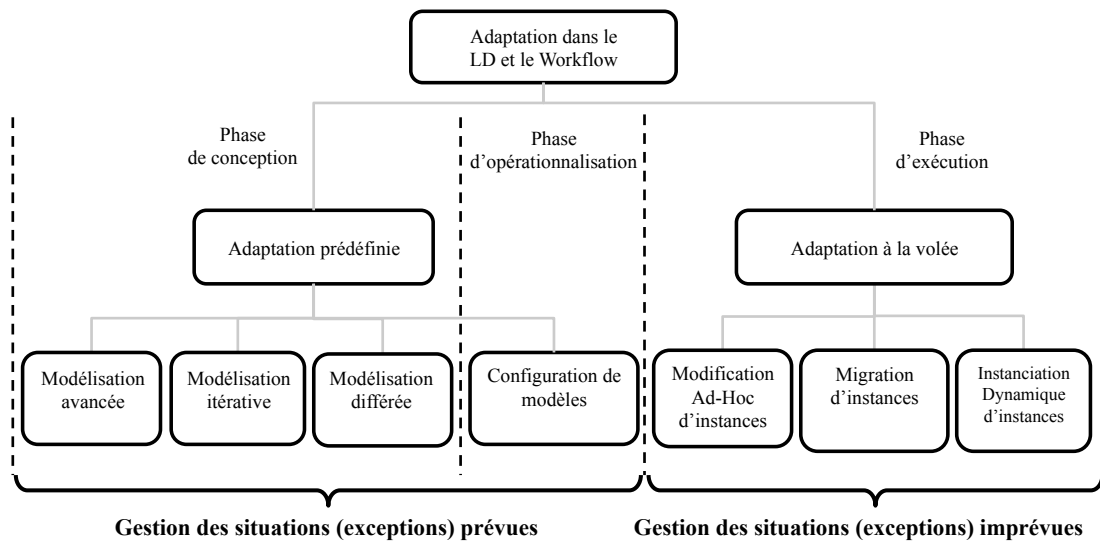 Adaptation dans le
LD et le Workflow
Phase
de conception
Phase
d'opérationnalisation
Phase
d'exécution
Adaptation prédéfinie
Adaptation à la volée
Modélisation
avancée
Modélisation
itérative
Modélisation
différée
Configuration de
modèles
Modification
Ad-Hoc
d'instances
Migration
d'instances
Instanciation
Dynamique
d'instances
Gestion des situations (exceptions) prévues
Gestion des situations (exceptions) imprévues